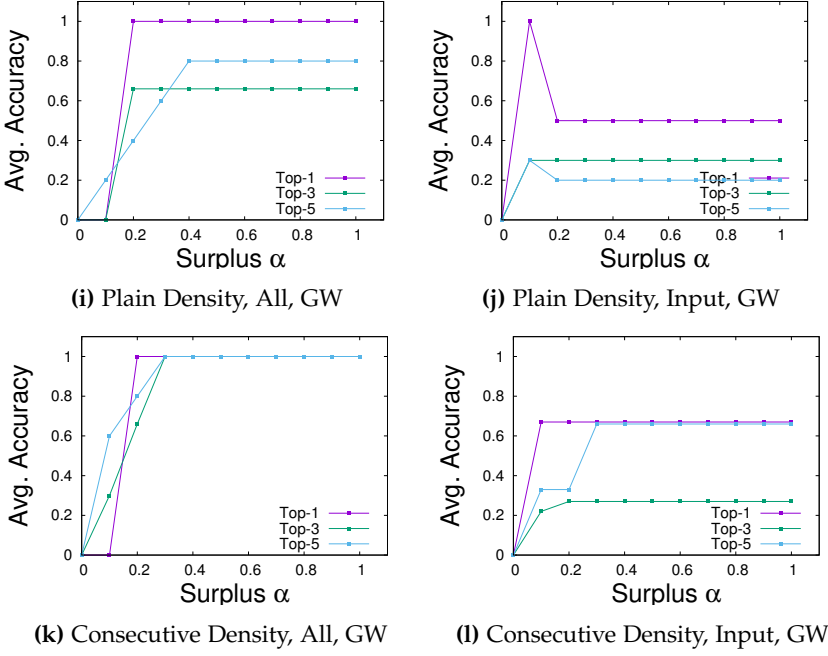 1
0.8
0.6
0.4
0.2
0
0
0.2
0.4
0.6
0.8
1
Avg. Accuracy
Surplus α
Top-1
Top-3
Top-5
(i) Plain Density, All, GW
1
0.8
0.6
0.4
0.2
0
0
0.2
0.4
0.6
0.8
1
Avg. Accuracy
Surplus α
Top-1
Top-3
Top-5
(j) Plain Density, Input, GW
1
0.8
0.6
0.4
0.2
0
0
0.2
0.4
0.6
0.8
1
Avg. Accuracy
Surplus α
Top-1
Top-3
Top-5
(k) Consecutive Density, All, GW
1
0.8
0.6
0.4
0.2
0
0
0.2
0.4
0.6
0.8
1
Avg. Accuracy
Surplus α
Top-1
Top-3
Top-5
(l) Consecutive Density, Input, GW